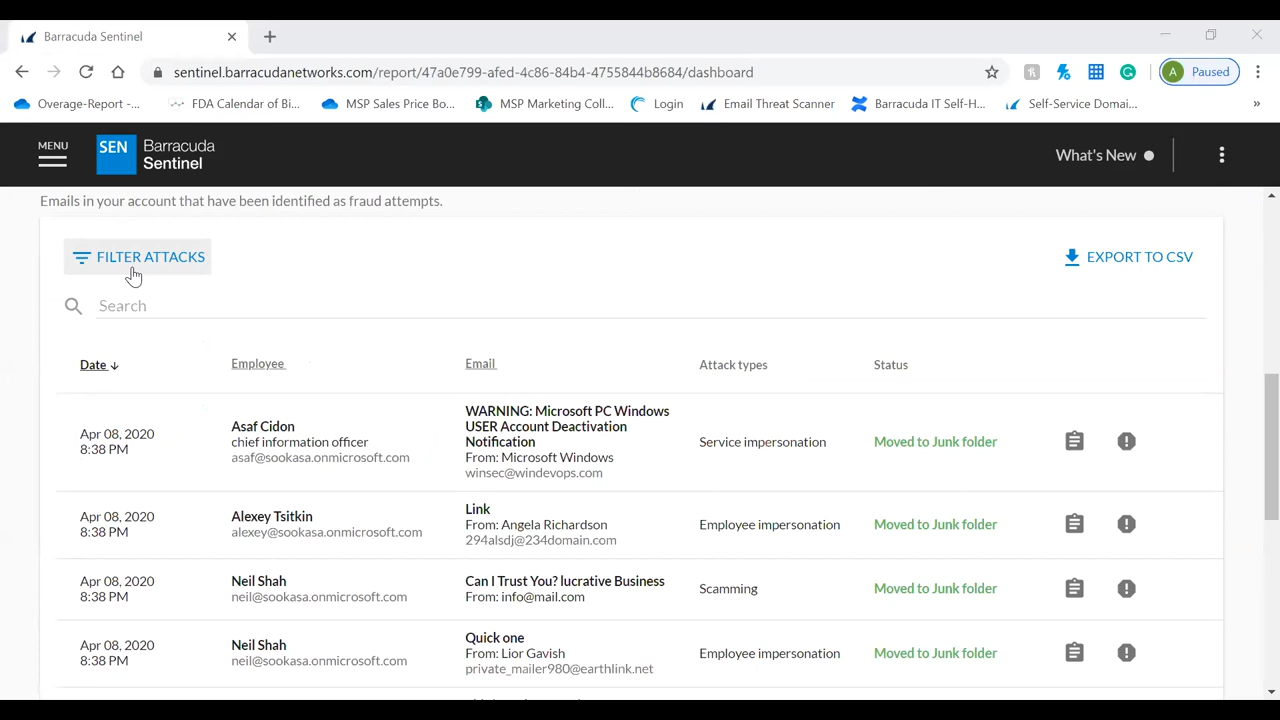 Barracuda Sentinel
sentinel.barracudanetworks.com/report/47a0e769-afed-4c86-84b4-4755844b8684/dashboard
A Paused
Overage-Report -...
FDA Calendar of Bi...
MSP Sales Price Bo...
MSP Marketing Coll...
Login
Email Threat Scanner
Barracuda IT Self-H...
Self-Service Domai...
»
MENU
SEN
Barracuda
Sentinel
What's New
Emails in your account that have been identified as fraud attempts.
FILTER ATTACKS
EXPORT TO CSV
Search
Date
Employee
Email
Attack types
Status
Apr 08, 2020
8:38 PM
Asaf Cidon
chief information officer
asaf@sookasa.onmicrosoft.com
WARNING: Microsoft PC Windows
USER Account Deactivation
Notification
From: Microsoft Windows
winsec@windevops.com
Service impersonation
Moved to Junk folder
Apr 08, 2020
8:38 PM
Alexey Tsitkin
alexey@sookasa.onmicrosoft.com
Link
From: Angela Richardson
294alsdj@234domain.com
Employee impersonation
Moved to Junk folder
Apr 08, 2020
8:38 PM
Neil Shah
neil@sookasa.onmicrosoft.com
Can I Trust You? lucrative Business
From: info@mail.com
Scamming
Moved to Junk folder
Apr 08, 2020
8:38 PM
Neil Shah
neil@sookasa.onmicrosoft.com
Quick one
From: Lior Gavish
private_mailer980@earthlink.net
Employee impersonation
Moved to Junk folder